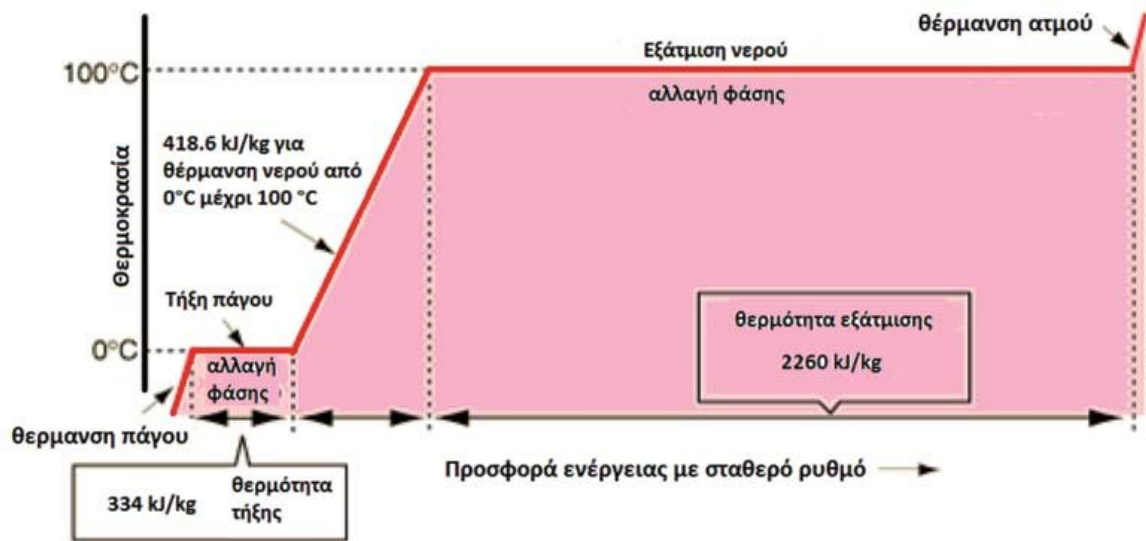 θέρμανση ατμού
Εξάτμιση νερού
100°C
αλλαγή φάσης
418.6 kJ/kg για
θέρμανση νερού από
0°C μέχρι 100 °C
Θερμοκρασία
Τήξη πάγου
θερμότητα εξάτμισης
0°C
2260 kJ/kg
αλλαγή
φάσης
θερμανση πάγου
Προσφορά ενέργειας με σταθερό ρυθμό
334 kJ/kg θερμότητα
τήξης